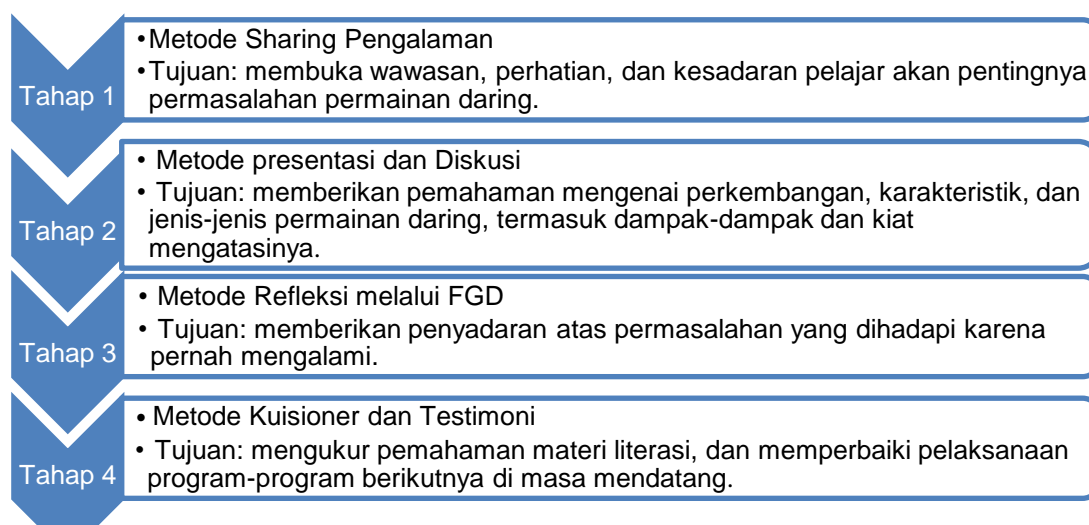 Tahap 1
•Metode Sharing Pengalaman
•Tujuan: membuka wawasan, perhatian, dan kesadaran pelajar akan pentingnya
permasalahan permainan daring.
Tahap 2
• Metode presentasi dan Diskusi
• Tujuan: memberikan pemahaman mengenai perkembangan, karakteristik, dan
jenis-jenis permainan daring, termasuk dampak-dampak dan kiat
mengatasinya.
Tahap 3
• Metode Refleksi melalui FGD
• Tujuan: memberikan penyadaran atas permasalahan yang dihadapi karena
pernah mengalami.
Tahap 4
• Metode Kuisioner dan Testimoni
• Tujuan: mengukur pemahaman materi literasi, dan memperbaiki pelaksanaan
program-program berikutnya di masa mendatang.